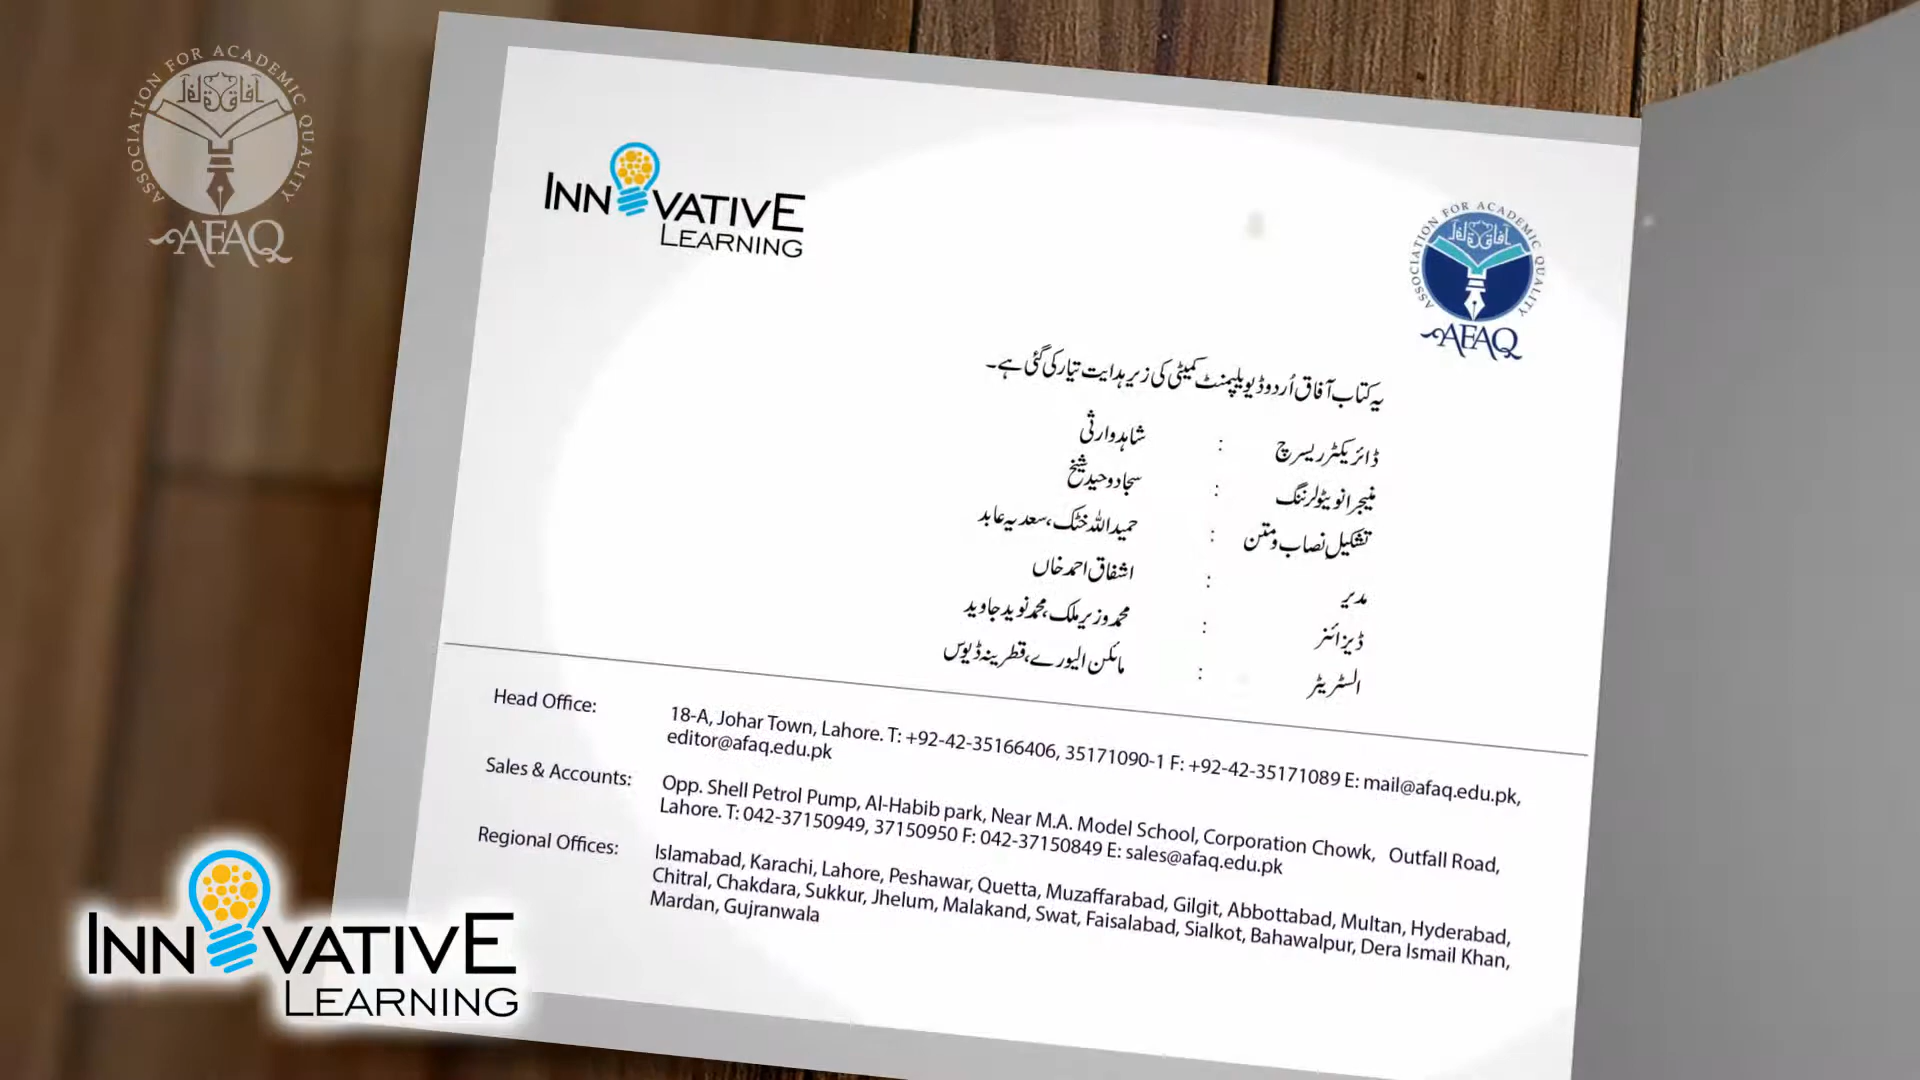 ASSOCIATION FOR ACADEMIC QUALITY
آفاق
AFAQ
INNOVATIVE
LEARNING
ASSOCIATION FOR ACADEMIC QUALITY
آفاق
AFAQ
یہ کتاب آفاق اُردو ڈیویلپمنٹ کمیٹی کی زیر ہدایت تیار کی گئی ہے۔
ڈائریکٹر ریسرچ : شاہد وارثی
منیجر انوویٹو لرننگ : سجاد وحید شیخ
تشکیل نصاب و متن : حمید اللہ خٹک، سعدیہ عابد
مدیر : اشفاق احمد خاں
ڈیزائنز : محمد وزیر ملک، محمد نوید جاوید
السٹریٹر : مائکن الیورے، قطرینہ ڈیوس
Head Office: 18-A, Johar Town, Lahore. T: +92-42-35166406, 35171090-1 F: +92-42-35171089 E: mail@afaq.edu.pk,
editor@afaq.edu.pk
Sales & Accounts: Opp. Shell Petrol Pump, Al-Habib park, Near M.A. Model School, Corporation Chowk, Outfall Road,
Lahore. T: 042-37150949, 37150950 F: 042-37150849 E: sales@afaq.edu.pk
Regional Offices: Islamabad, Karachi, Lahore, Peshawar, Quetta, Muzaffarabad, Gilgit, Abbottabad, Multan, Hyderabad,
Chitral, Chakdara, Sukkur, Jhelum, Malakand, Swat, Faisalabad, Sialkot, Bahawalpur, Dera Ismail Khan,
Mardan, Gujranwala
INNOVATIVE
LEARNING